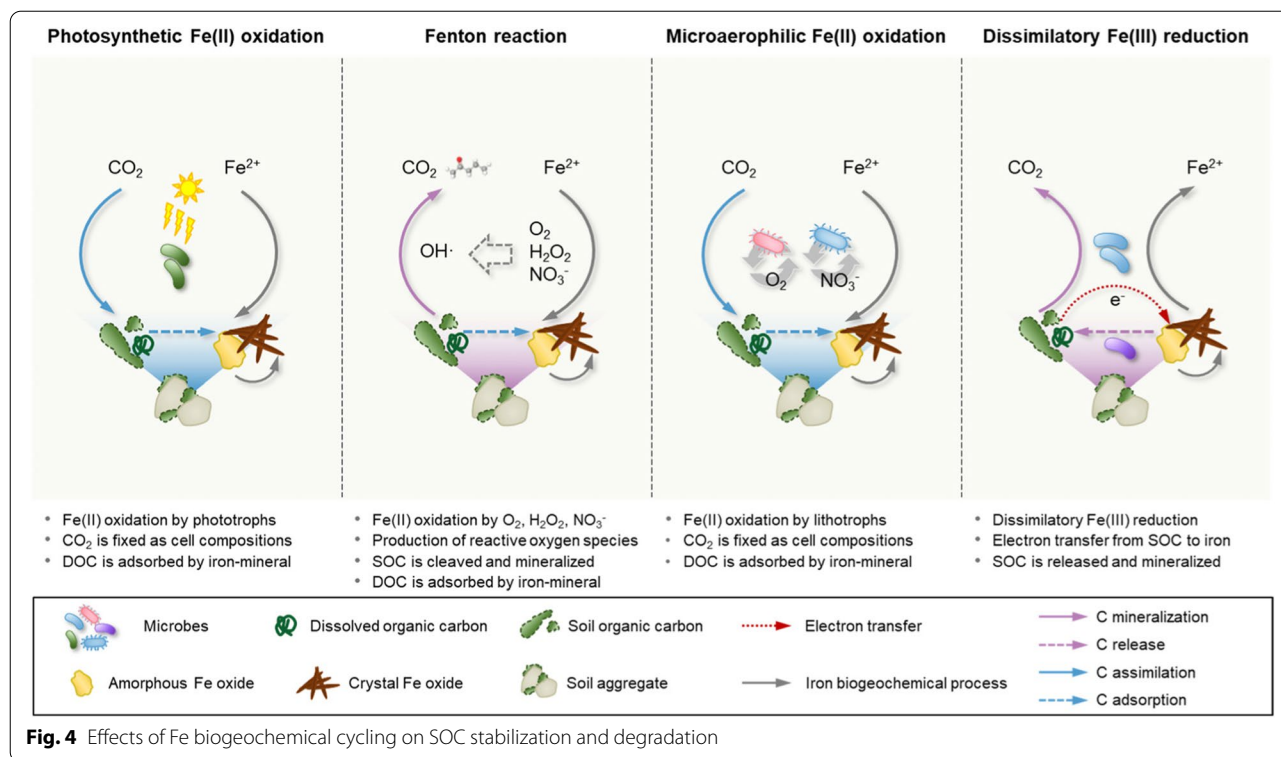 Photosynthetic Fe(II) oxidation
Fenton reaction
Microaerophilic Fe(II) oxidation
Dissimilatory Fe(III) reduction
CO₂
Fe²⁺
CO₂
Fe²⁺
OH·
O₂
H₂O₂
NO₃⁻
CO₂
Fe²⁺
O₂
NO₃⁻
CO₂
Fe²⁺
e⁻
• Fe(II) oxidation by phototrophs
• CO₂ is fixed as cell compositions
• DOC is adsorbed by iron-mineral
• Fe(II) oxidation by O₂, H₂O₂, NO₃⁻
• Production of reactive oxygen species
• SOC is cleaved and mineralized
• DOC is adsorbed by iron-mineral
• Fe(II) oxidation by lithotrophs
• CO₂ is fixed as cell compositions
• DOC is adsorbed by iron-mineral
• Dissimilatory Fe(III) reduction
• Electron transfer from SOC to iron
• SOC is released and mineralized
Microbes
Dissolved organic carbon
Soil organic carbon
Electron transfer
Amorphous Fe oxide
Crystal Fe oxide
Soil aggregate
Iron biogeochemical process
C mineralization
C release
C assimilation
C adsorption
Fig. 4 Effects of Fe biogeochemical cycling on SOC stabilization and degradation